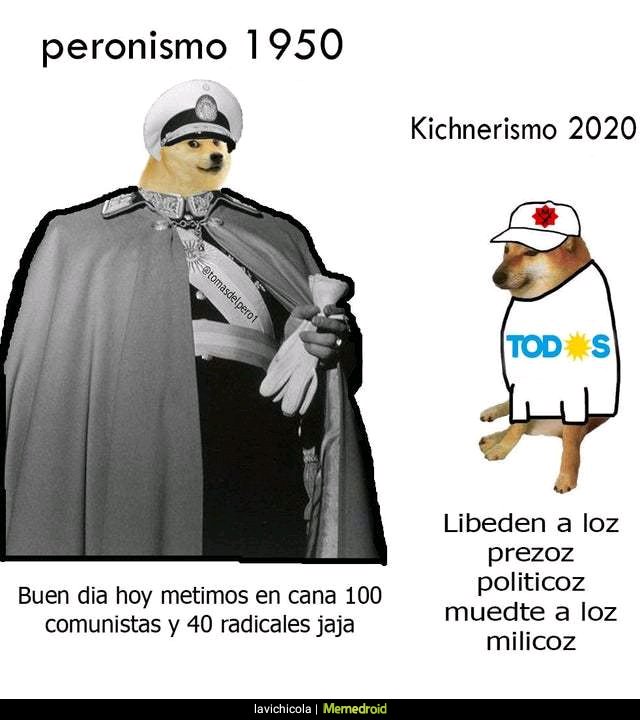 peronismo 1950
Kichnerismo 2020
@tomasdelpero1
TODOS
Buen dia hoy metimos en cana 100
comunistas y 40 radicales jaja
Libeden a loz
prezoz
politicoz
muedte a loz
milicoz
lavichicola | Memedroid